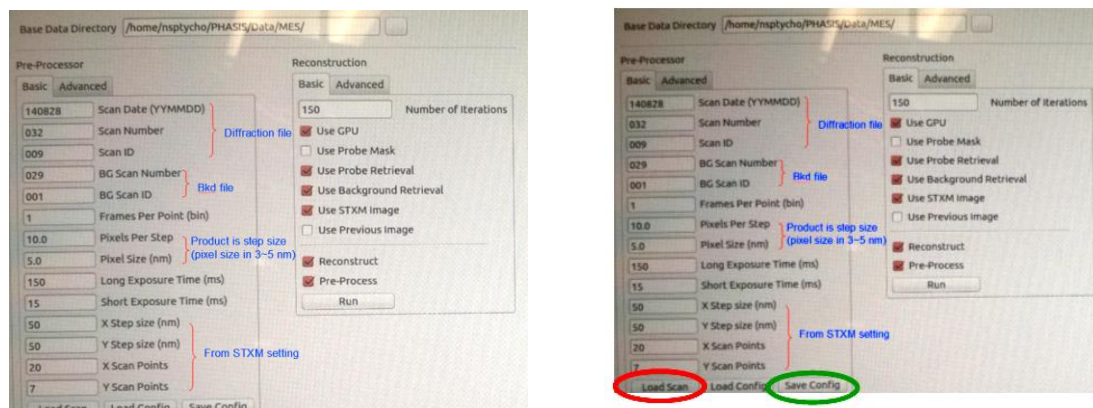 Base Data Directory /home/nsptycho/PHASIS/Data/MES/
Pre-Processor
Basic Advanced
140828 Scan Date (YYMMDD)
032 Scan Number
009 Scan ID
Diffraction file
029 BG Scan Number
001 BG Scan ID
Bkd file
1 Frames Per Point (bin)
10.0 Pixels Per Step
5.0 Pixel Size (nm)
Product is step size
(pixel size in 3~5 nm)
150 Long Exposure Time (ms)
15 Short Exposure Time (ms)
50 X Step size (nm)
50 Y Step size (nm)
20 X Scan Points
7 Y Scan Points
From STXM setting
Load Scan Load Config Save Config
Reconstruction
Basic Advanced
150 Number of Iterations
Use GPU
Use Probe Mask
Use Probe Retrieval
Use Background Retrieval
Use STXM Image
Use Previous Image
Reconstruct
Pre-Process
Run
Base Data Directory /home/nsptycho/PHASIS/Data/MES/
Pre-Processor
Basic Advanced
140828 Scan Date (YYMMDD)
032 Scan Number
009 Scan ID
Diffraction file
029 BG Scan Number
001 BG Scan ID
Bkd file
1 Frames Per Point (bin)
10.0 Pixels Per Step
5.0 Pixel Size (nm)
Product is step size
(pixel size in 3~5 nm)
150 Long Exposure Time (ms)
15 Short Exposure Time (ms)
50 X Step size (nm)
50 Y Step size (nm)
20 X Scan Points
7 Y Scan Points
From STXM setting
Load Scan Load Config Save Config
Reconstruction
Basic Advanced
150 Number of Iterations
Use GPU
Use Probe Mask
Use Probe Retrieval
Use Background Retrieval
Use STXM Image
Use Previous Image
Reconstruct
Pre-Process
Run